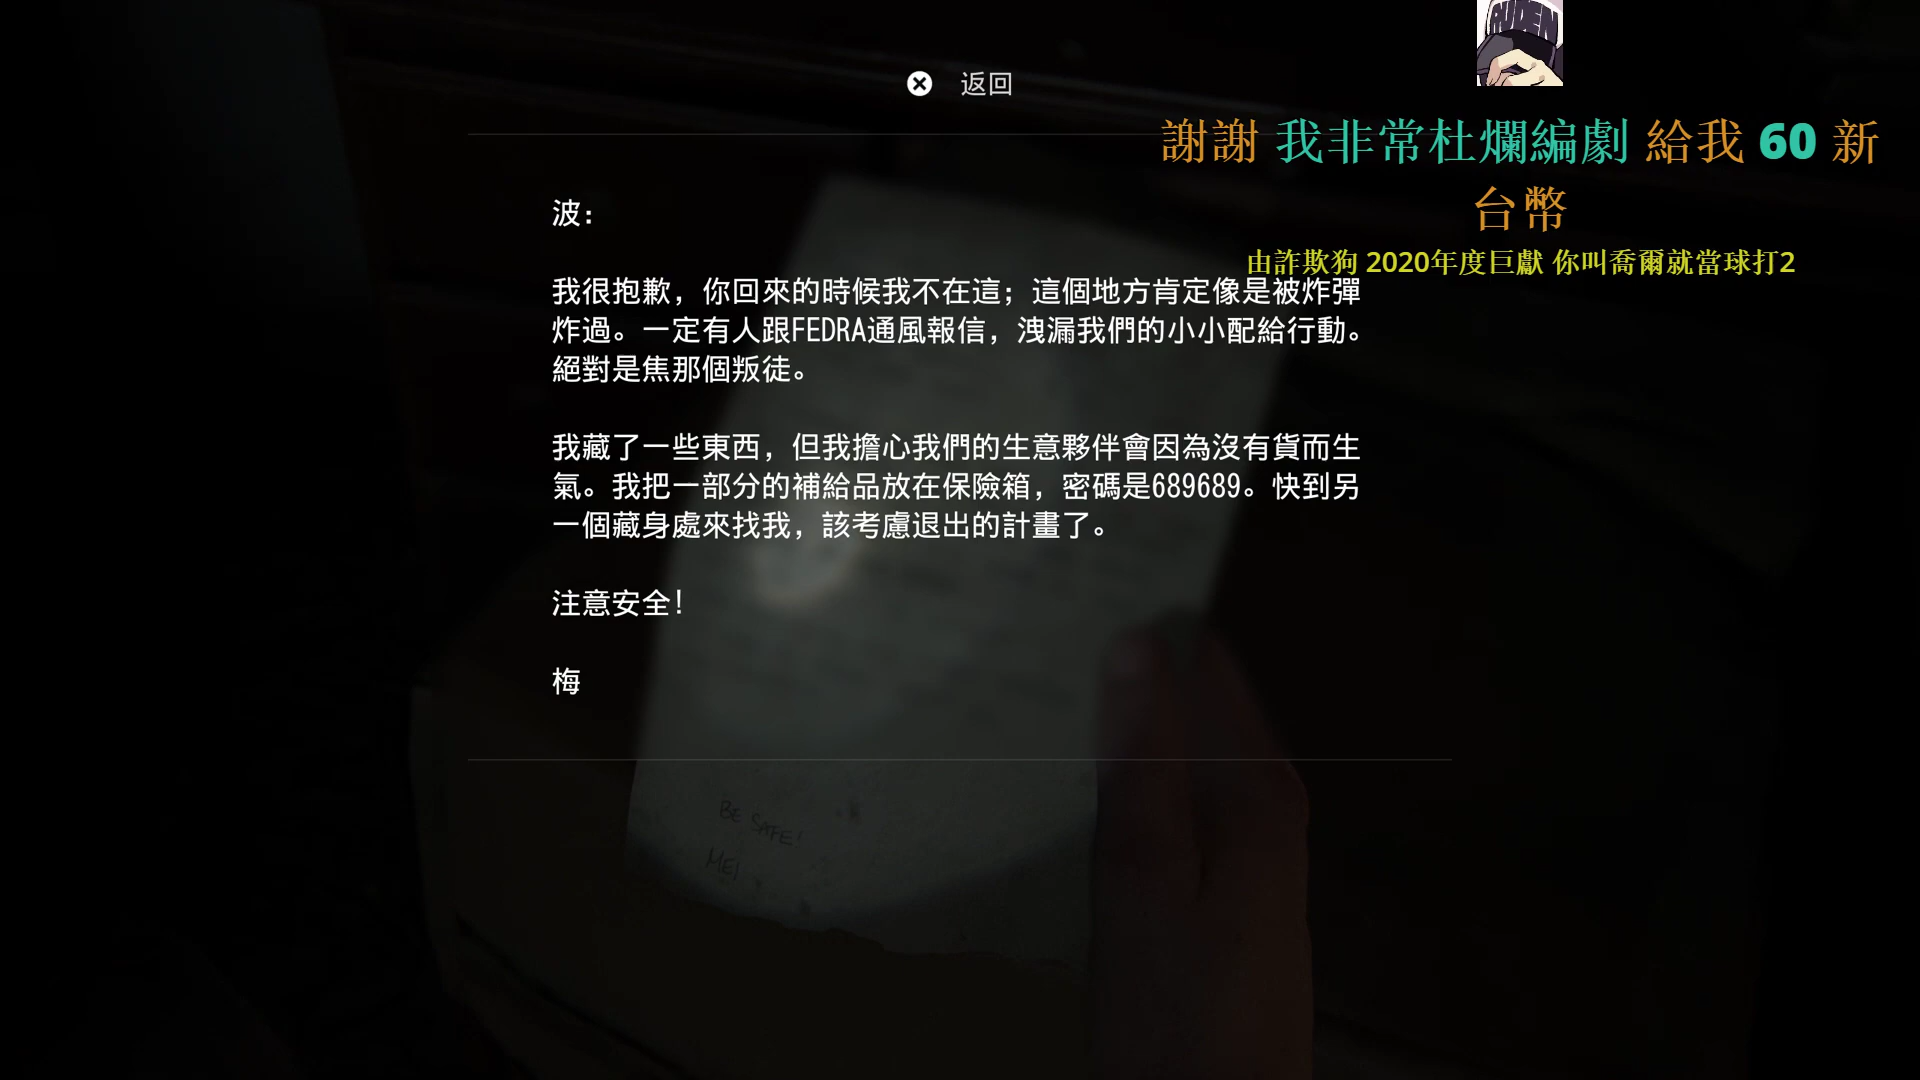 RUDEN
返回
謝謝 我非常杜爛編劇 給我 60 新
台幣
由詐欺狗 2020年度巨獻 你叫喬爾就當球打2
波：
我很抱歉，你回來的時候我不在這；這個地方肯定像是被炸彈
炸過。一定有人跟FEDRA通風報信，洩漏我們的小小配給行動。
絕對是焦那個叛徒。
我藏了一些東西，但我擔心我們的生意夥伴會因為沒有貨而生
氣。我把一部分的補給品放在保險箱，密碼是689689。快到另
一個藏身處來找我，該考慮退出的計畫了。
注意安全！
梅
BE SAFE!
MEI